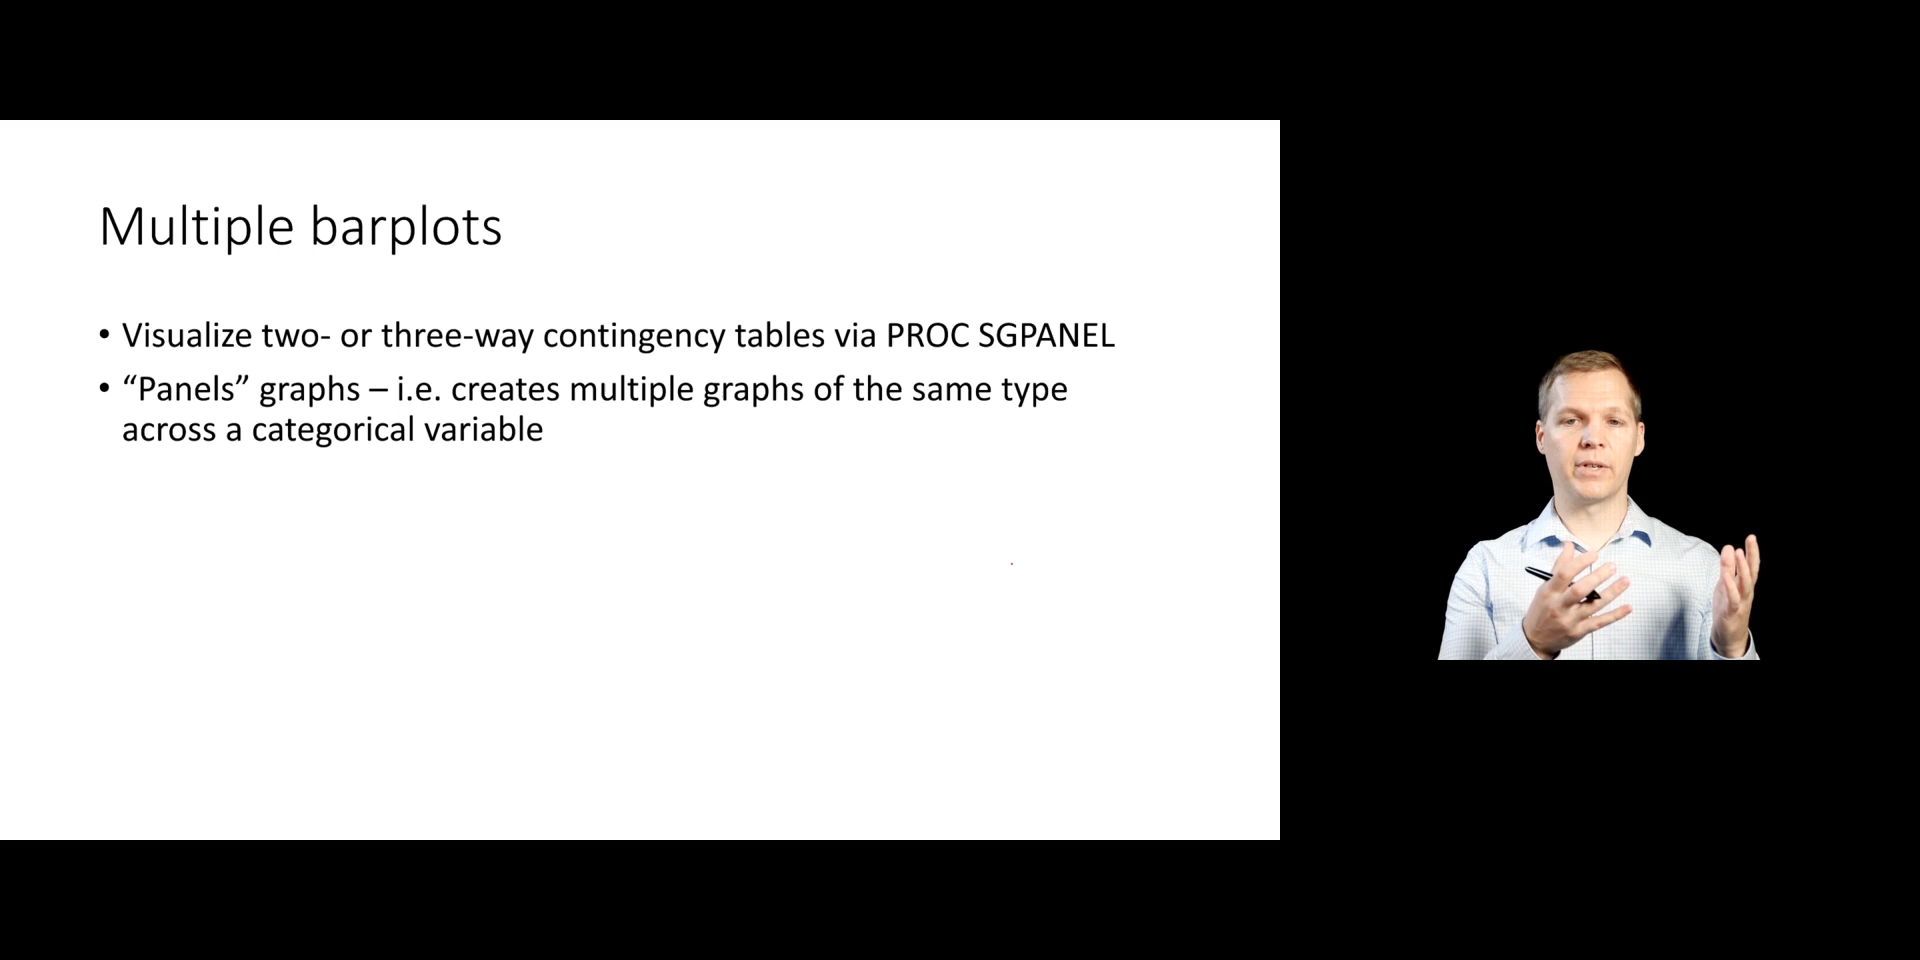 Multiple barplots
• Visualize two- or three-way contingency tables via PROC SGPANEL
• “Panels” graphs – i.e. creates multiple graphs of the same type
across a categorical variable